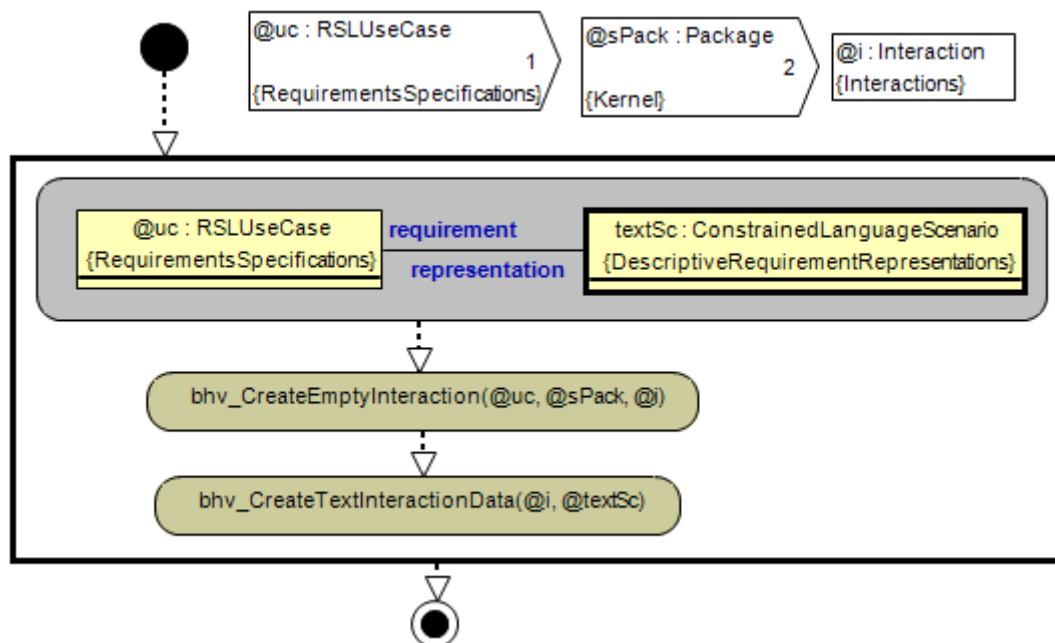 @uc : RSLUseCase
1
{RequirementsSpecifications}
@sPack : Package
2
{Kernel}
@i : Interaction
{Interactions}
@uc : RSLUseCase
{RequirementsSpecifications}
requirement
representation
textSc : ConstrainedLanguageScenario
{DescriptiveRequirementRepresentations}
bhv_CreateEmptyInteraction(@uc, @sPack, @i)
bhv_CreateTextInteractionData(@i, @textSc)